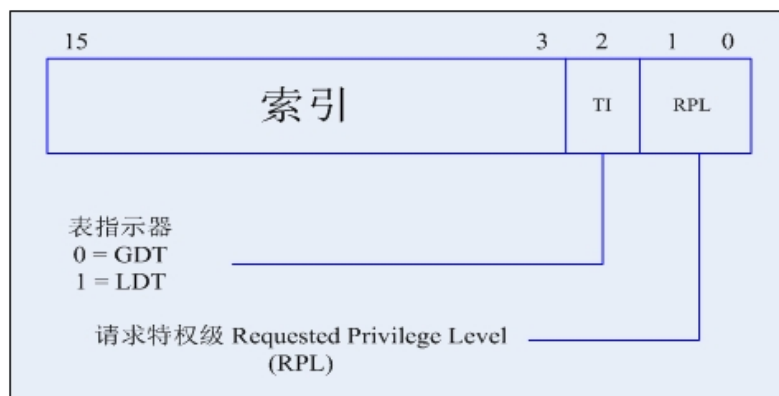 15 3 2 1 0
索引 TI RPL
表指示器
0 = GDT
1 = LDT
请求特权级 Requested Privilege Level
(RPL)